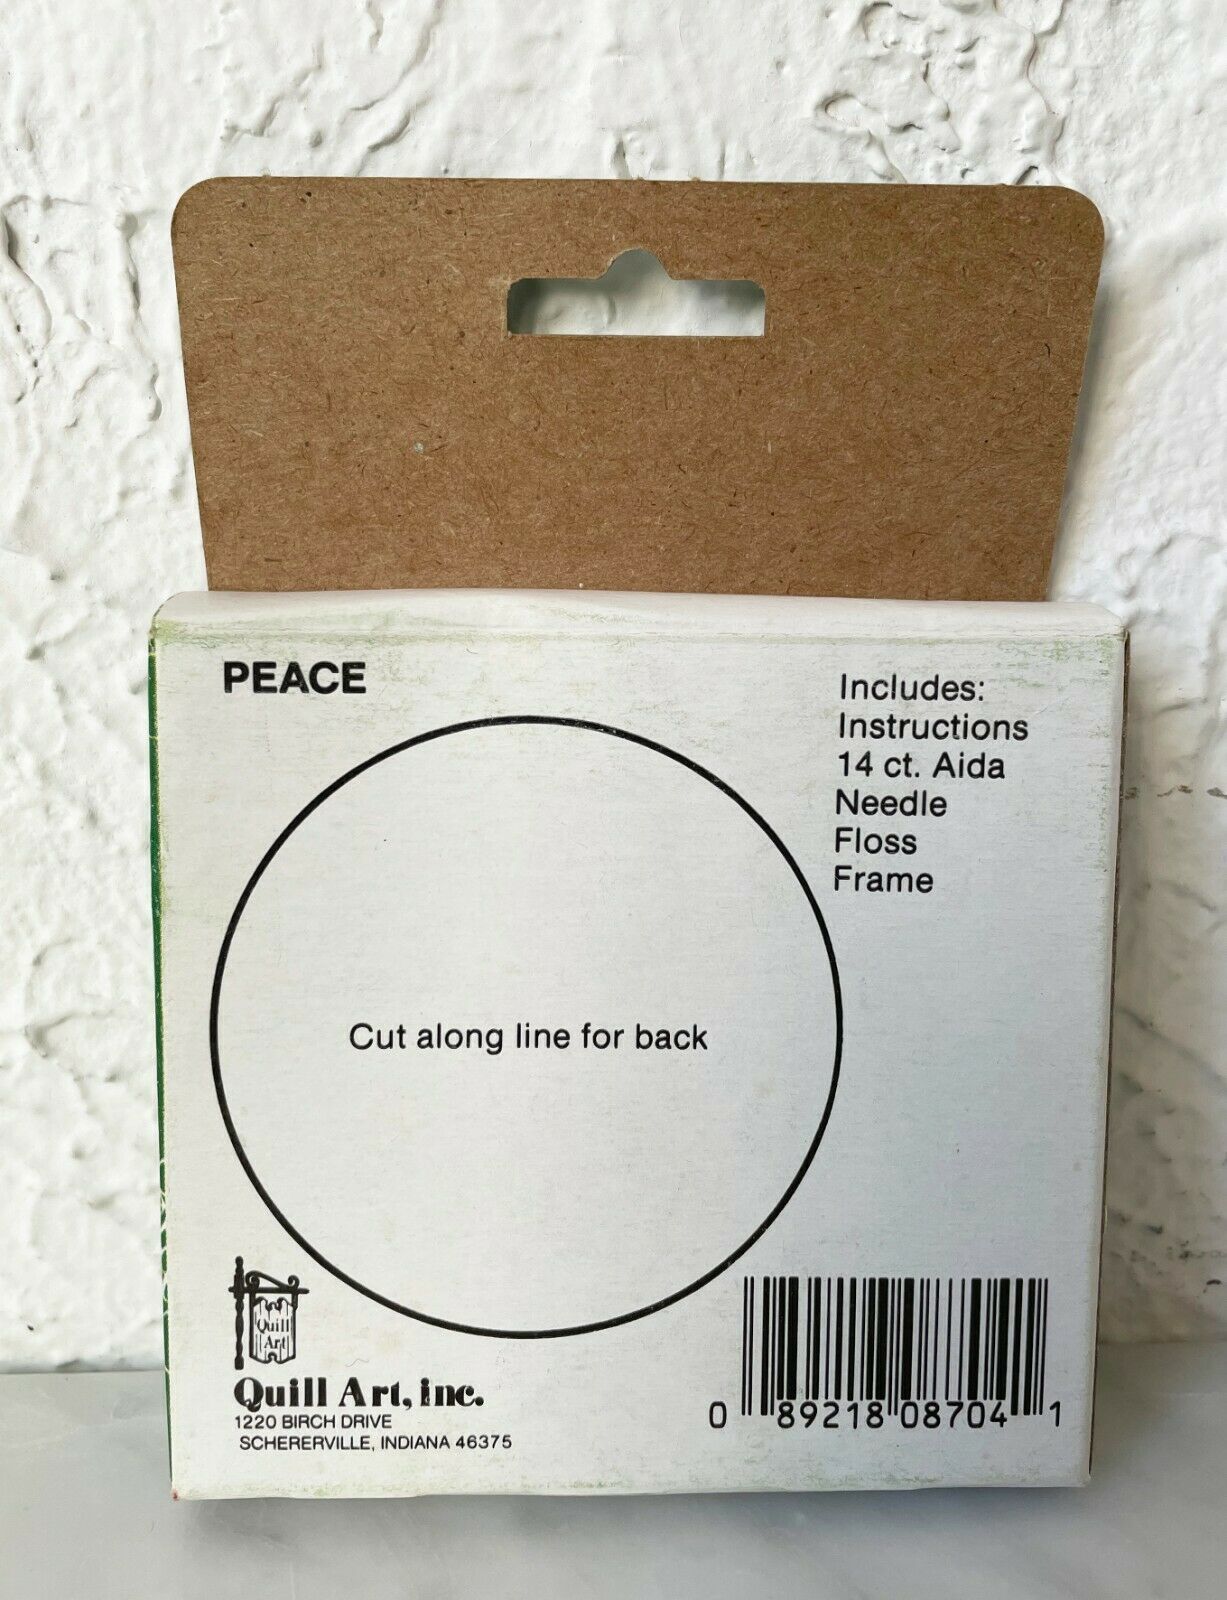 PEACE
Includes:
Instructions
14 ct. Aida
Needle
Floss
Frame
Cut along line for back
Quill
Art
Quill Art, inc.
1220 BIRCH DRIVE
SCHERERVILLE, INDIANA 46375
0 89218 08704 1